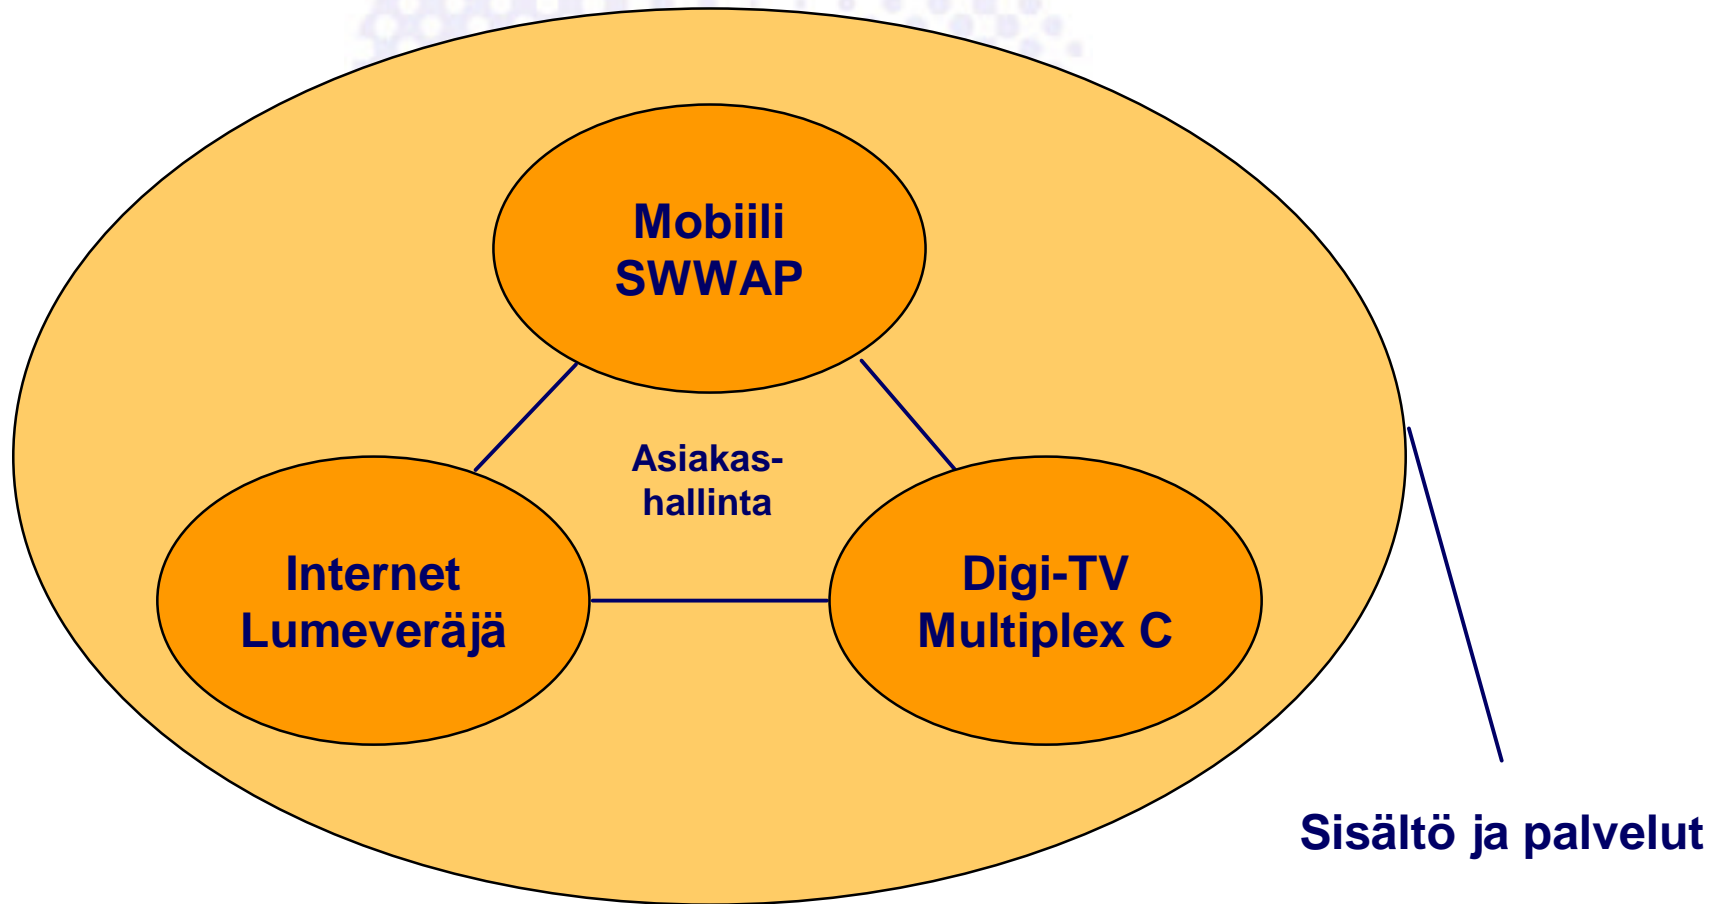 Mobiili
SWWAP
Asiakas-
hallinta
Internet
Lumeveräjä
Digi-TV
Multiplex C
Sisältö ja palvelut